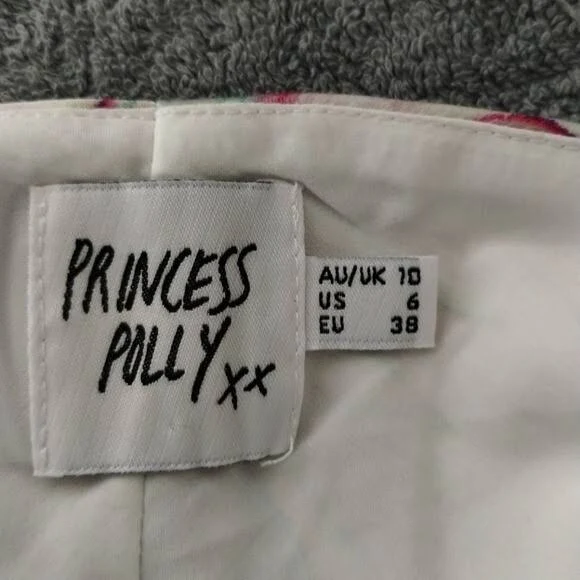 PRINCESS
POLLY xx
AU/UK 10
US 6
EU 38